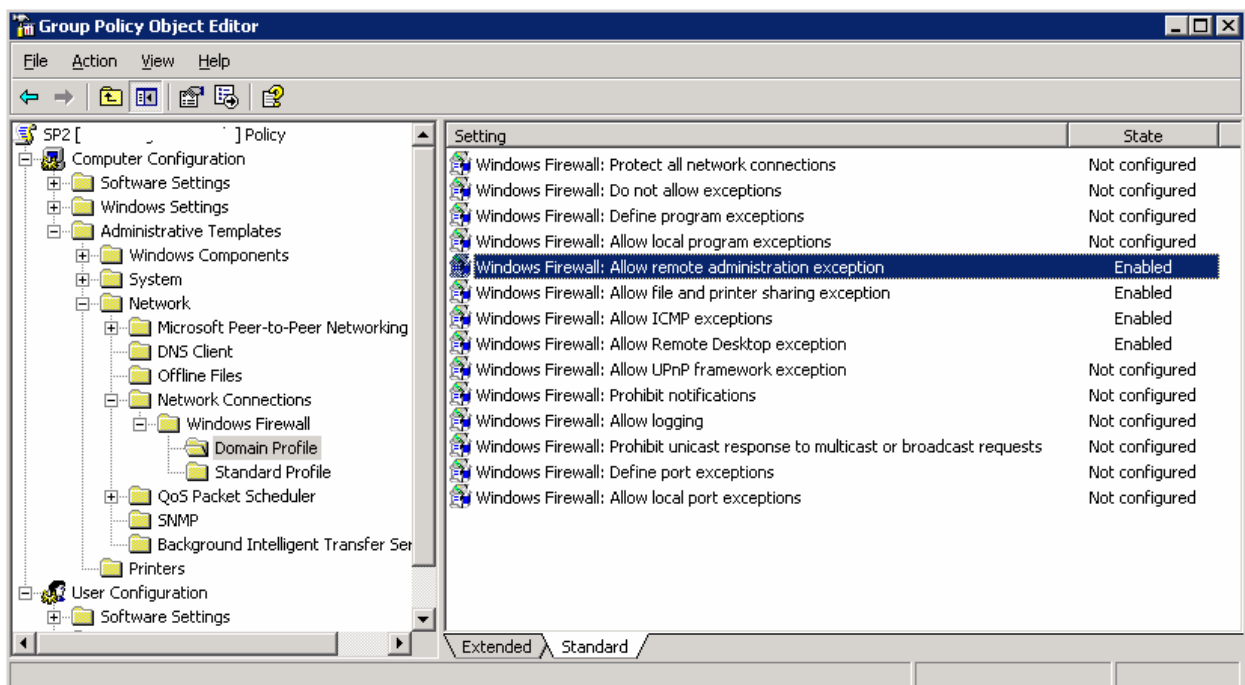 Group Policy Object Editor
File Action View Help
SP2 [ ] Policy
Computer Configuration
Software Settings
Windows Settings
Administrative Templates
Windows Components
System
Network
Microsoft Peer-to-Peer Networking
DNS Client
Offline Files
Network Connections
Windows Firewall
Domain Profile
Standard Profile
QoS Packet Scheduler
SNMP
Background Intelligent Transfer Ser
Printers
User Configuration
Software Settings
Setting State
Windows Firewall: Protect all network connections Not configured
Windows Firewall: Do not allow exceptions Not configured
Windows Firewall: Define program exceptions Not configured
Windows Firewall: Allow local program exceptions Not configured
Windows Firewall: Allow remote administration exception Enabled
Windows Firewall: Allow file and printer sharing exception Enabled
Windows Firewall: Allow ICMP exceptions Enabled
Windows Firewall: Allow Remote Desktop exception Enabled
Windows Firewall: Allow UPnP framework exception Not configured
Windows Firewall: Prohibit notifications Not configured
Windows Firewall: Allow logging Not configured
Windows Firewall: Prohibit unicast response to multicast or broadcast requests Not configured
Windows Firewall: Define port exceptions Not configured
Windows Firewall: Allow local port exceptions Not configured
Extended Standard